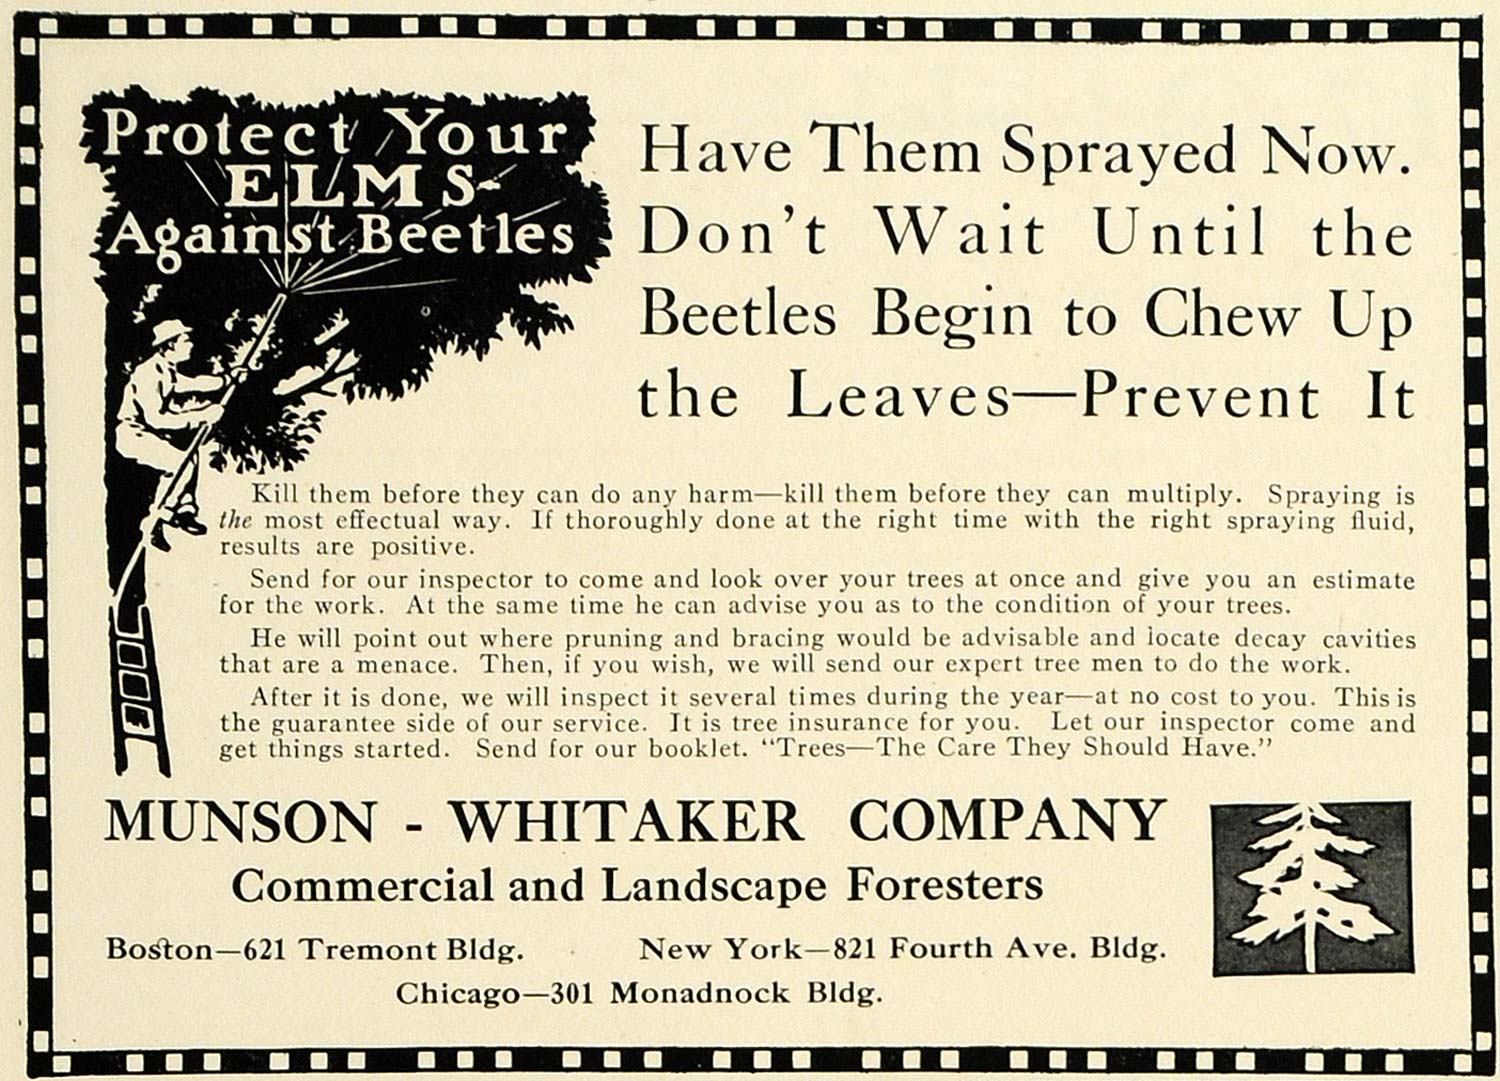 Protect Your
ELMS
Against Beetles
Have Them Sprayed Now.
Don't Wait Until the
Beetles Begin to Chew Up
the Leaves—Prevent It
Kill them before they can do any harm—kill them before they can multiply. Spraying is
the most effectual way. If thoroughly done at the right time with the right spraying fluid,
results are positive.
Send for our inspector to come and look over your trees at once and give you an estimate
for the work. At the same time he can advise you as to the condition of your trees.
He will point out where pruning and bracing would be advisable and locate decay cavities
that are a menace. Then, if you wish, we will send our expert tree men to do the work.
After it is done, we will inspect it several times during the year—at no cost to you. This is
the guarantee side of our service. It is tree insurance for you. Let our inspector come and
get things started. Send for our booklet. "Trees—The Care They Should Have."
MUNSON - WHITAKER COMPANY
Commercial and Landscape Foresters
Boston—621 Tremont Bldg. New York—821 Fourth Ave. Bldg.
Chicago—301 Monadnock Bldg.